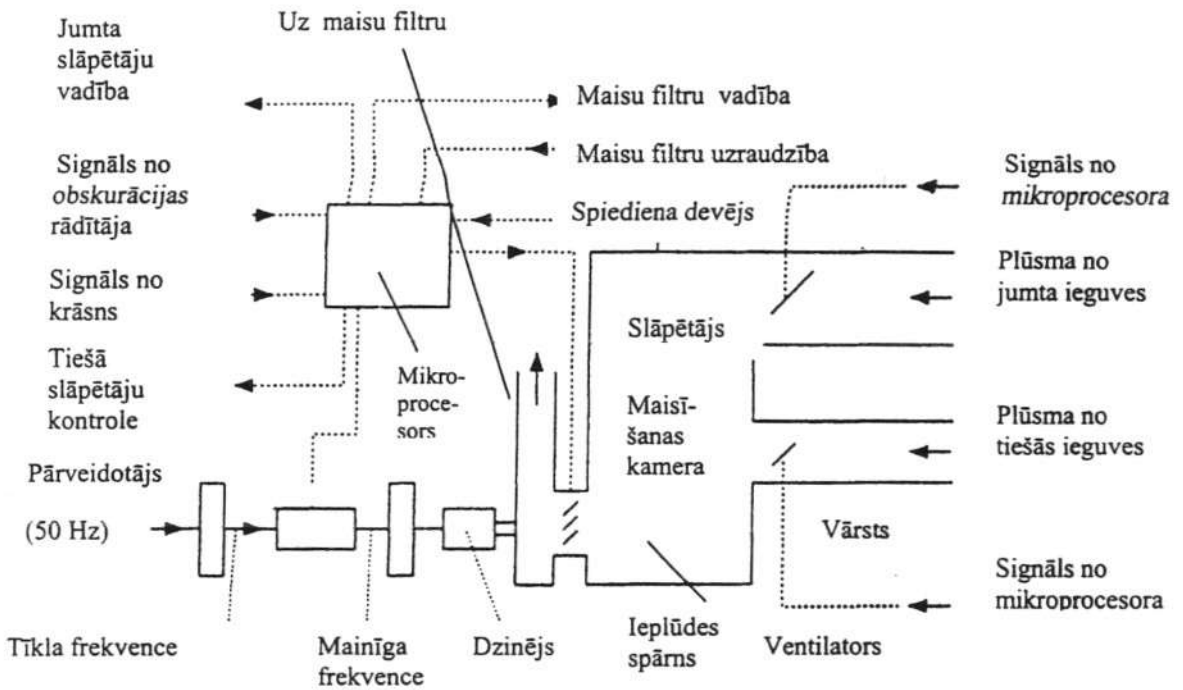 Jumta
slāpētāju
vadība
Uz maisu filtru
Maisu filtru vadība
Maisu filtru uzraudzība
Signāls no
obskurācijas
rādītāja
Spiediena devējs
Signāls no
mikroprocesora
Signāls no
krāsns
Plūsma no
jumta ieguves
Slāpētājs
Tiešā
slāpētāju
kontrole
Mikro-
proce-
sors
Maisī-
šanas
kamera
Plūsma no
tiešās ieguves
Pārveidotājs
(50 Hz)
Vārsts
Signāls no
mikroprocesora
Tīkla frekvence
Mainīga
frekvence
Dzinējs
Ieplūdes
spārns
Ventilators